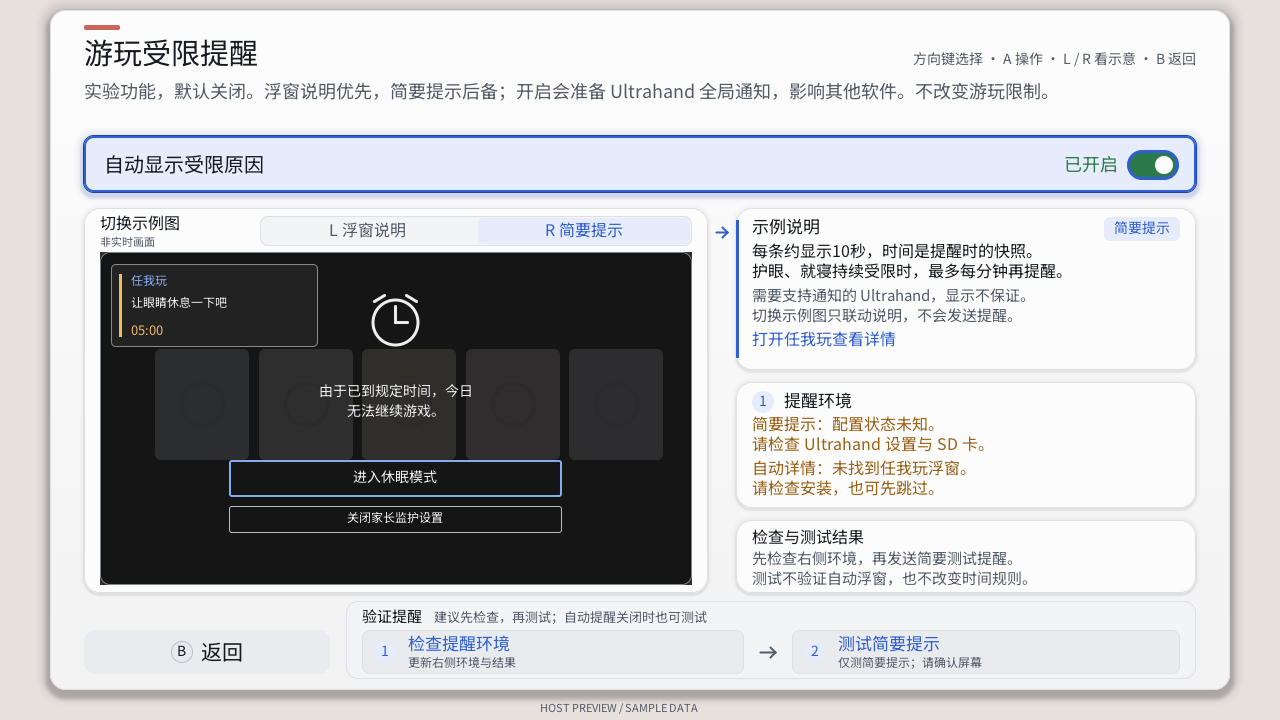 游玩受限提醒
方向键选择 · A 操作 · L / R 看示意 · B 返回
实验功能，默认关闭。浮窗说明优先，简要提示后备；开启会准备 Ultrahand 全局通知，影响其他软件。不改变游玩限制。
自动显示受限原因
已开启
切换示例图
非实时画面
L 浮窗说明
R 简要提示
任我玩
让眼睛休息一下吧
05:00
由于已到规定时间，今日
无法继续游戏。
进入休眠模式
关闭家长监护设置
示例说明
简要提示
每条约显示10秒，时间是提醒时的快照。
护眼、就寝持续受限时，最多每分钟再提醒。
需要支持通知的 Ultrahand，显示不保证。
切换示例图只联动说明，不会发送提醒。
打开任我玩查看详情
1 提醒环境
简要提示：配置状态未知。
请检查 Ultrahand 设置与 SD 卡。
自动详情：未找到任我玩浮窗。
请检查安装，也可先跳过。
检查与测试结果
先检查右侧环境，再发送简要测试提醒。
测试不验证自动浮窗，也不改变时间规则。
B 返回
验证提醒 建议先检查，再测试；自动提醒关闭时也可测试
1 检查提醒环境
更新右侧环境与结果
2 测试简要提示
仅测简要提示；请确认屏幕
HOST PREVIEW / SAMPLE DATA